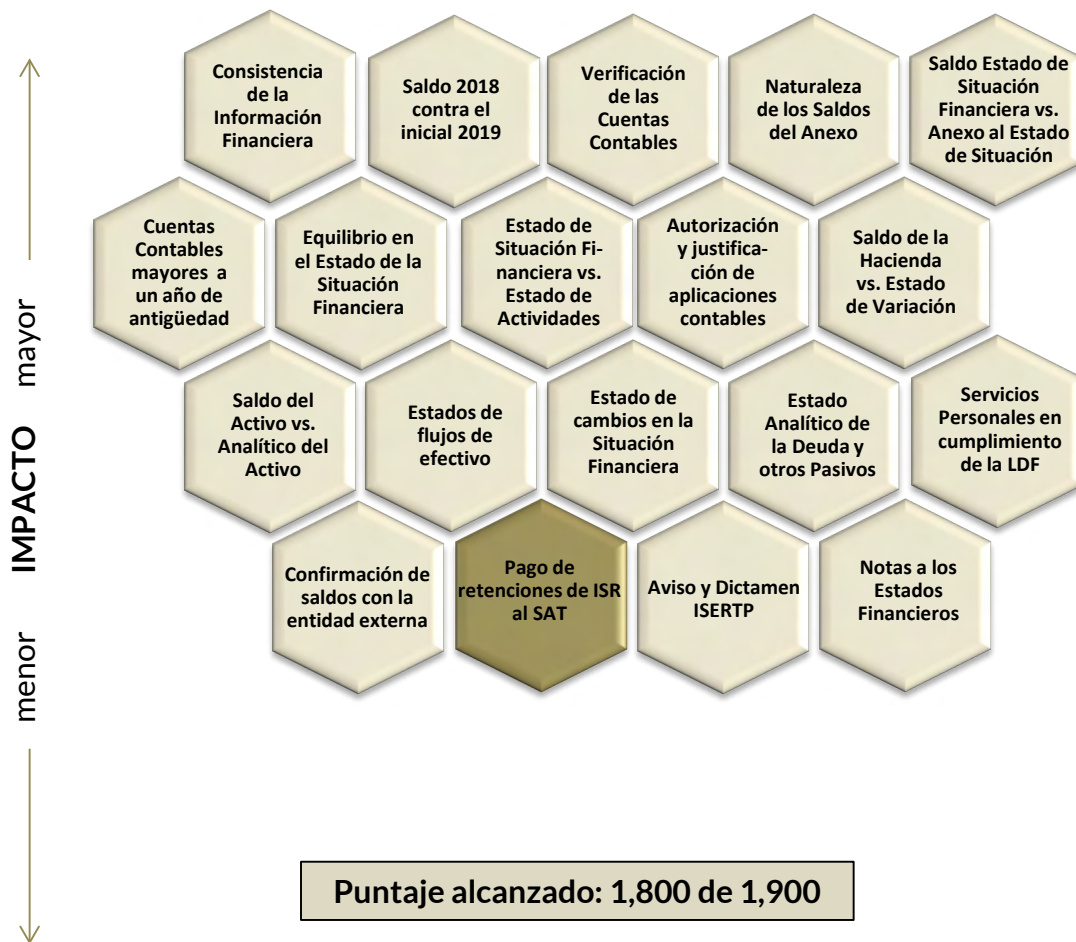 Consistencia
de la
Información
Financiera
Saldo 2018
contra el
inicial 2019
Verificación
de las
Cuentas
Contables
Naturaleza
de los Saldos
del Anexo
Saldo Estado de
Situación
Financiera vs.
Anexo al Estado
de Situación
Cuentas
Contables
mayores a
un año de
antigüedad
Equilibrio en
el Estado de la
Situación
Financiera
Estado de
Situación Fi-
nanciera vs.
Estado de
Actividades
Autorización
y justifica-
ción de
aplicaciones
contables
Saldo de la
Hacienda
vs. Estado
de Variación
Saldo del
Activo vs.
Analítico del
Activo
Estados de
flujos de
efectivo
Estado de
cambios en la
Situación
Financiera
Estado
Analítico de
la Deuda y
otros Pasivos
Servicios
Personales en
cumplimiento
de la LDF
Confirmación de
saldos con la
entidad externa
Pago de
retenciones de ISR
al SAT
Aviso y Dictamen
ISERTP
Notas a los
Estados
Financieros
menor IMPACTO mayor
Puntaje alcanzado: 1,800 de 1,900